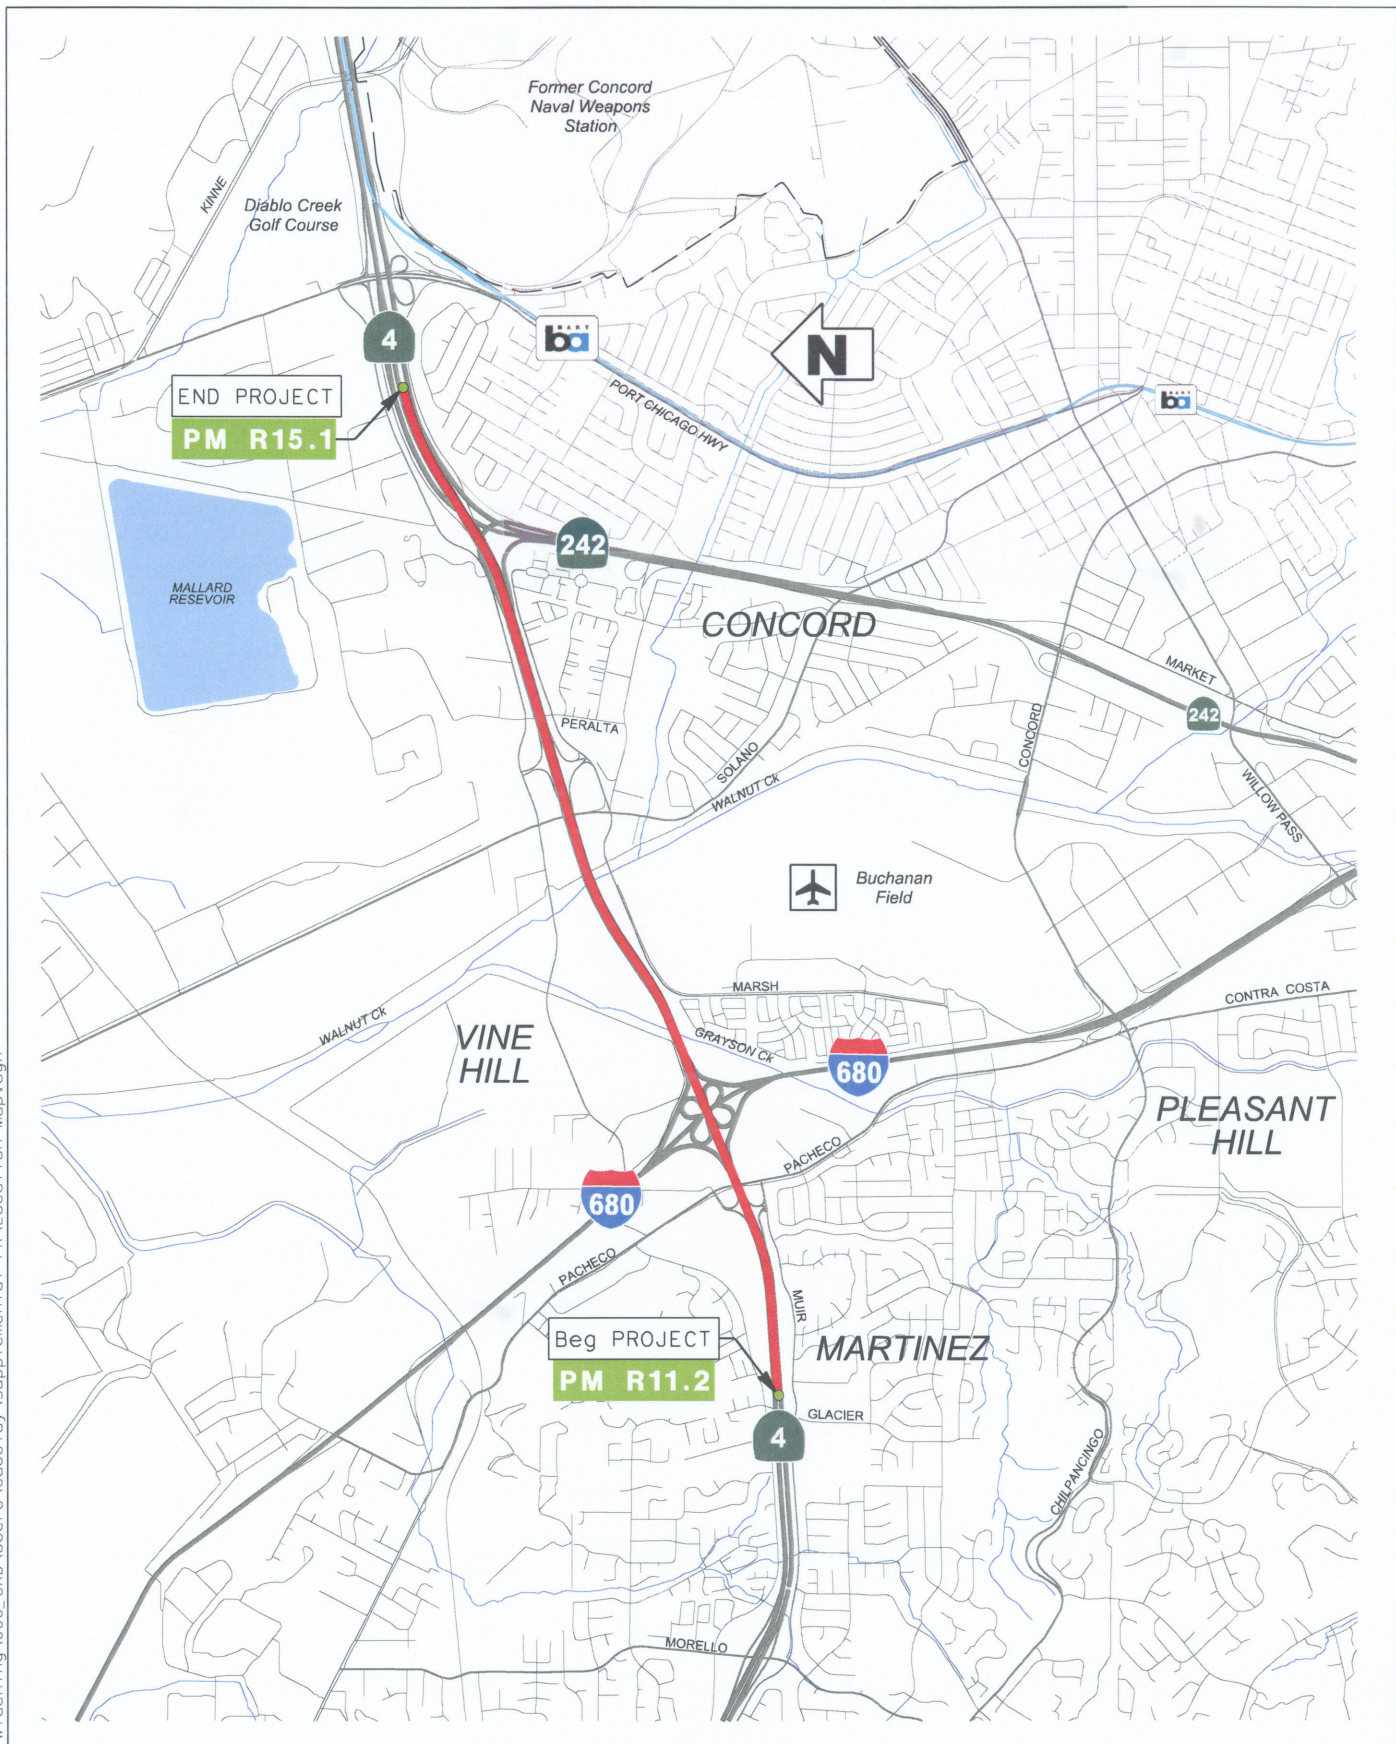 Former Concord
Naval Weapons
Station
KINNE
Diablo Creek
Golf Course
4
BART
ba
N
END PROJECT
PM R15.1
PORT CHICAGO HWY
BART
ba
242
MALLARD
RESEVOIR
CONCORD
MARKET
242
PERALTA
CONCORD
SOLANO
WALNUT Ck
WILLOW PASS
Buchanan
Field
MARSH
CONTRA COSTA
WALNUT Ck
VINE
HILL
GRAYSON Ck
680
PLEASANT
HILL
PACHECO
680
PACHECO
MUIR
Beg PROJECT
PM R11.2
MARTINEZ
GLACIER
4
CHILPANCINGO
MORELLO